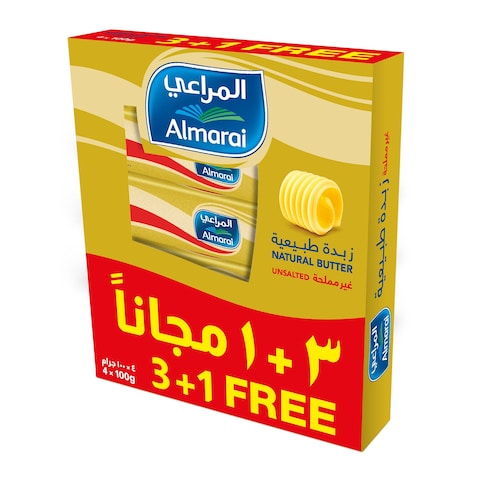 3+1 FREE
المراعي
Almarai
المراعي
Almarai
زبدة طبيعية
NATURAL BUTTER
UNSALTED غير مملحة
٣ + ١ مجاناً
3+1 FREE
٤ × ١٠٠ جرام
4 × 100g
زبدة طبيعية غير مملحة
المراعي
Almarai